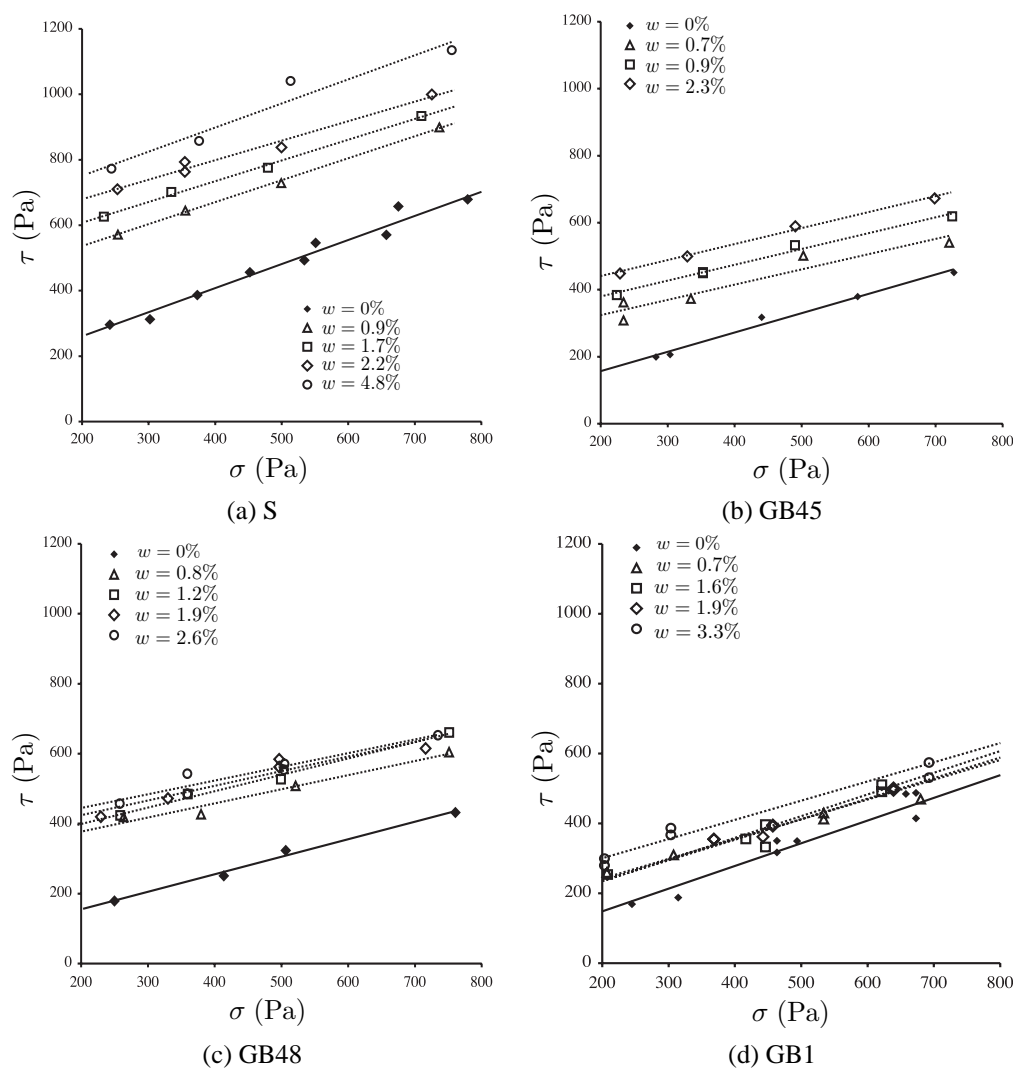 1200
1000
800
600
400
200
0
τ (Pa)
w = 0%
w = 0.9%
w = 1.7%
w = 2.2%
w = 4.8%
200 300 400 500 600 700 800
σ (Pa)
(a) S
1200
1000
800
600
400
200
0
τ (Pa)
w = 0%
w = 0.7%
w = 0.9%
w = 2.3%
200 300 400 500 600 700 800
σ (Pa)
(b) GB45
1200
1000
800
600
400
200
0
τ (Pa)
w = 0%
w = 0.8%
w = 1.2%
w = 1.9%
w = 2.6%
200 300 400 500 600 700 800
σ (Pa)
(c) GB48
1200
1000
800
600
400
200
0
τ (Pa)
w = 0%
w = 0.7%
w = 1.6%
w = 1.9%
w = 3.3%
200 300 400 500 600 700 800
σ (Pa)
(d) GB1